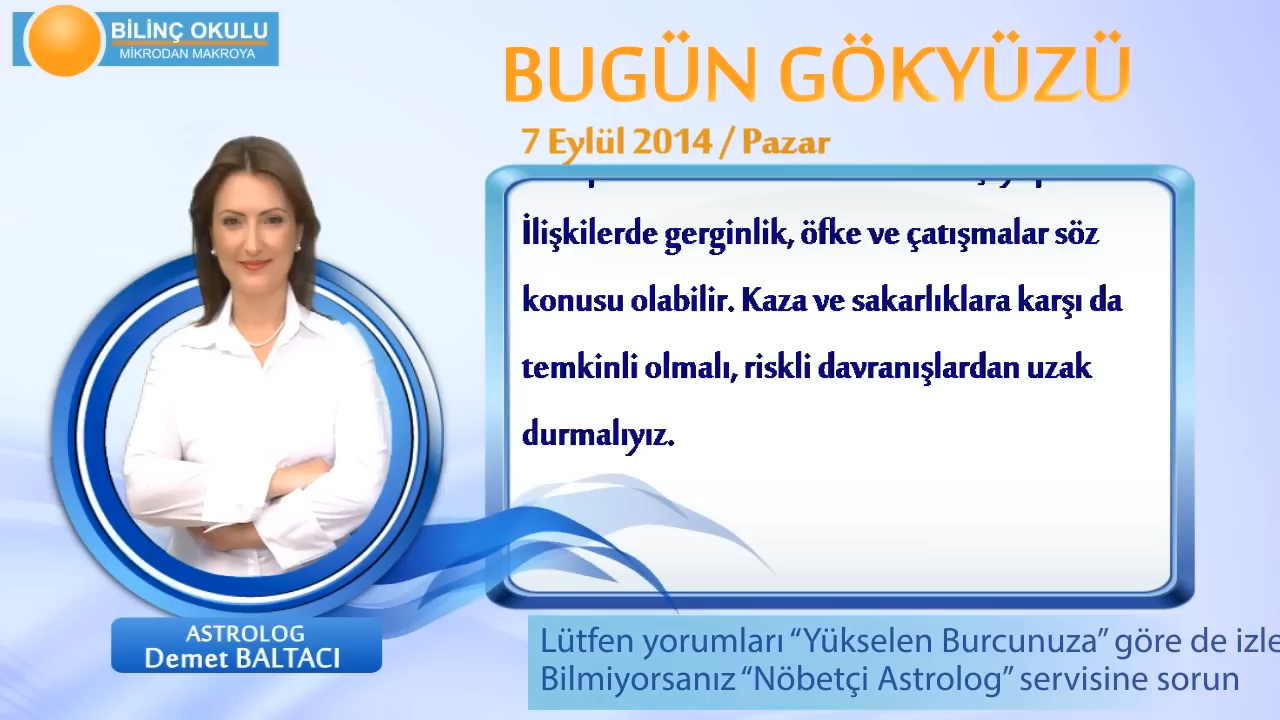 BİLİNÇ OKULU
MİKRODAN MAKROYA
BUGÜN GÖKYÜZÜ
7 Eylül 2014 / Pazar
İlişkilerde gerginlik, öfke ve çatışmalar söz
konusu olabilir. Kaza ve sakarlıklara karşı da
temkinli olmalı, riskli davranışlardan uzak
durmalıyız.
ASTROLOG
Demet BALTACI
Lütfen yorumları “Yükselen Burcunuza” göre de izle
Bilmiyorsanız “Nöbetçi Astrolog” servisine sorun